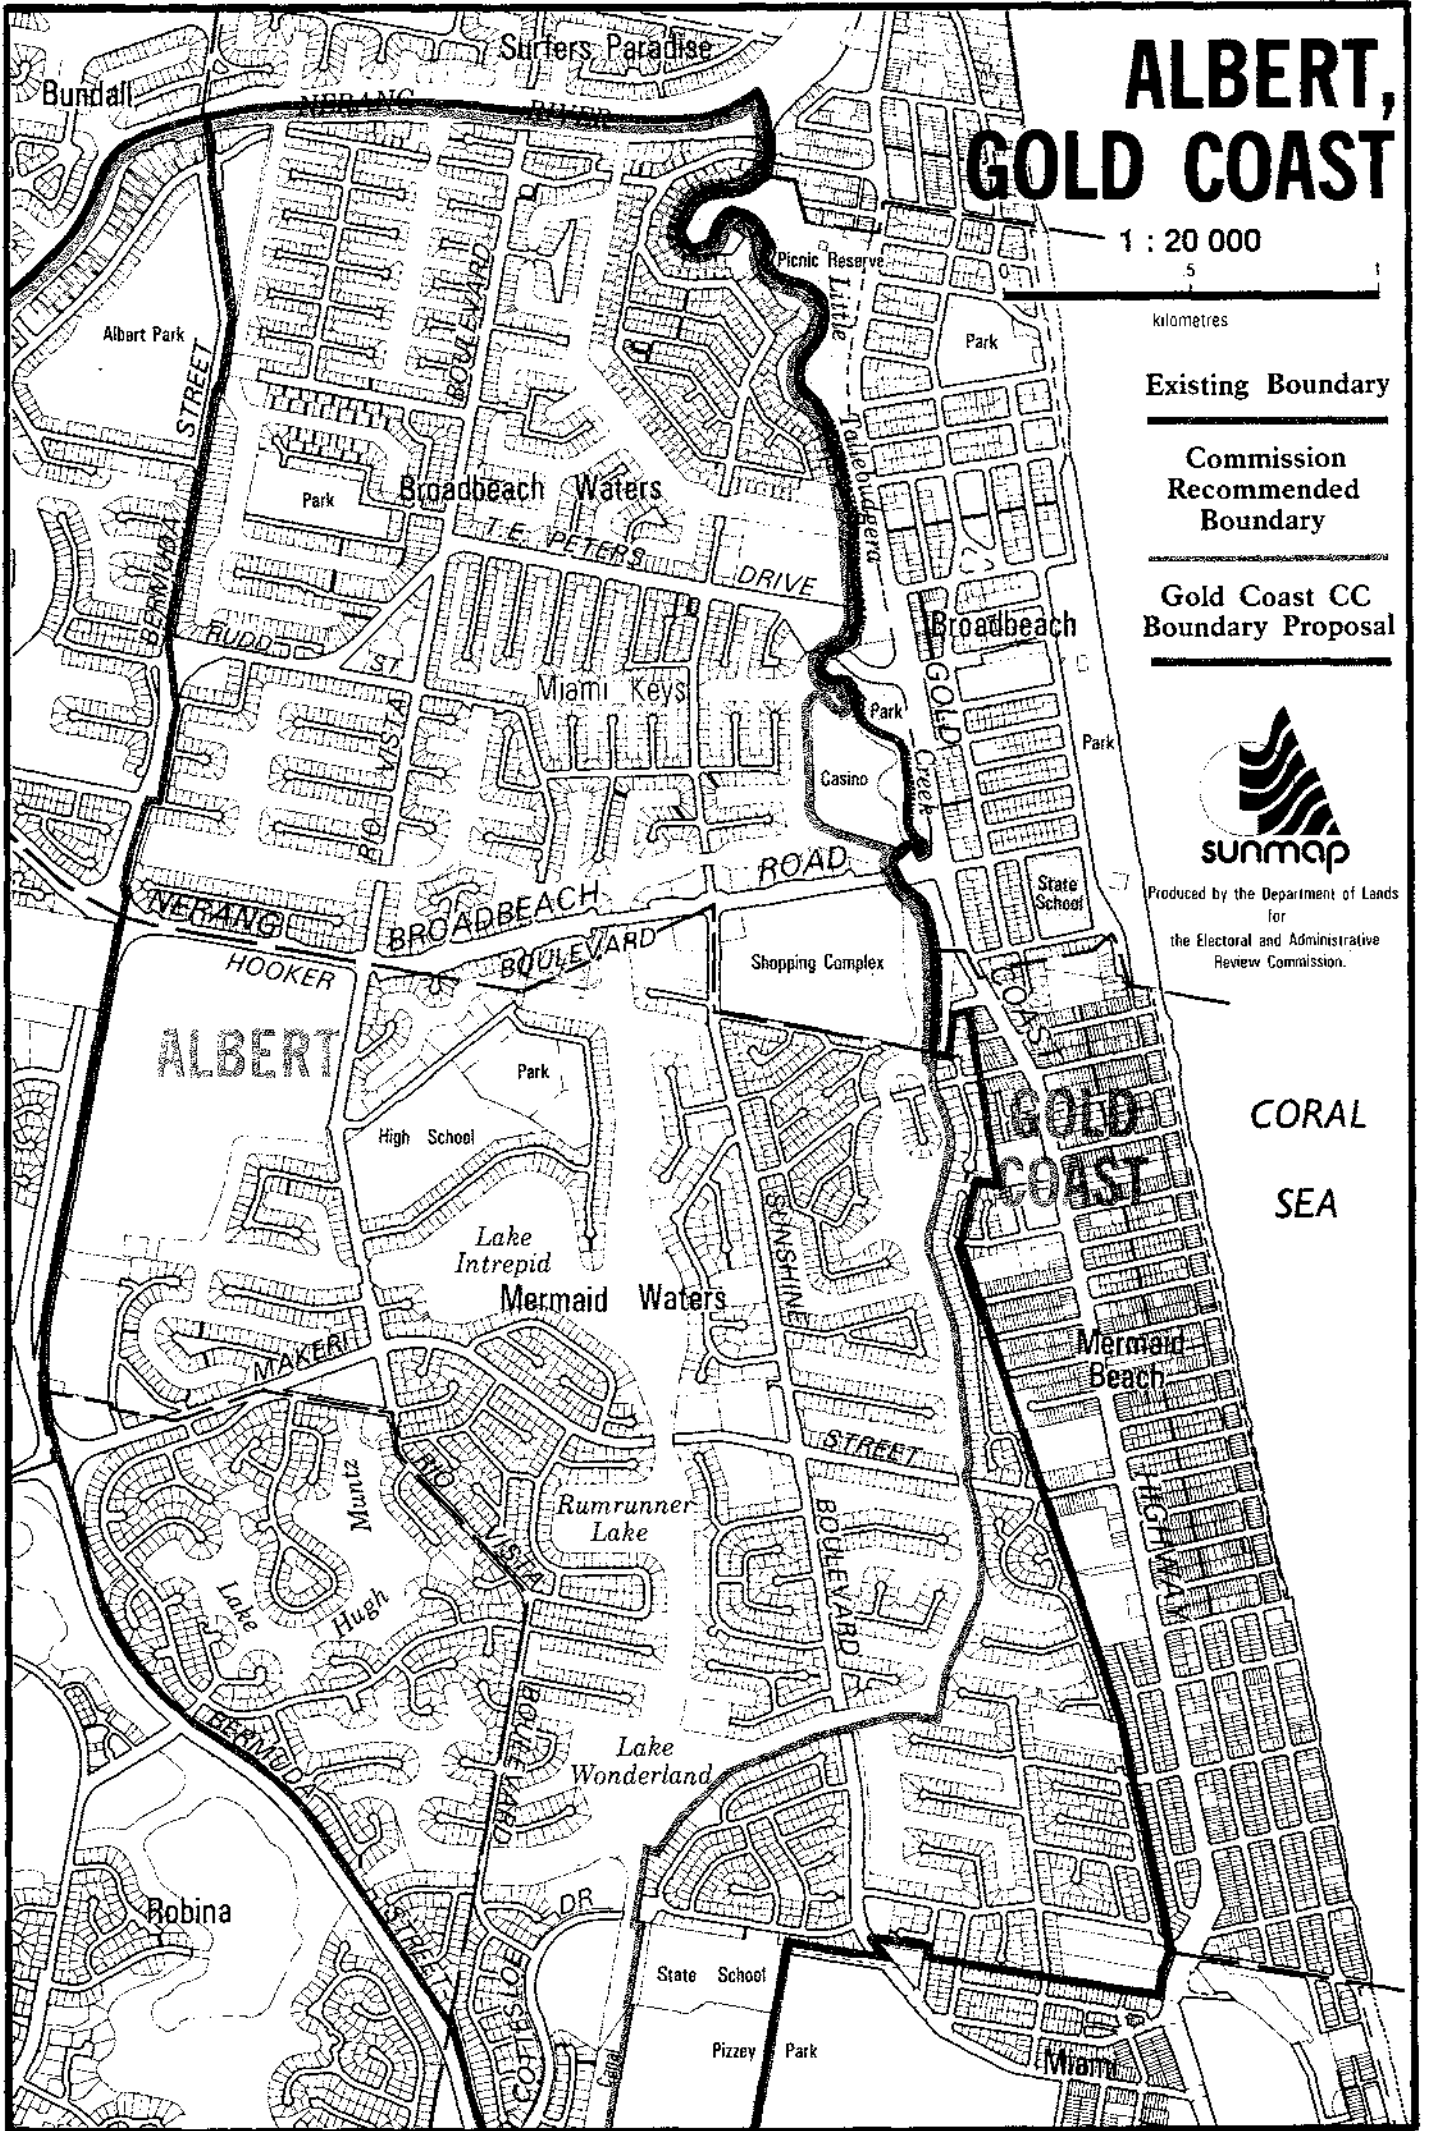 ALBERT,
GOLD COAST
1 : 20 000
0 .5 1
kilometres
Existing Boundary
Commission
Recommended
Boundary
Gold Coast CC
Boundary Proposal
sunmap
Produced by the Department of Lands
for
the Electoral and Administrative
Review Commission.
CORAL
SEA
Surfers Paradise
Bundall
NERANG RIVER
Picnic Reserve
Little Tallebudgera Creek
Albert Park
Park
BERMUDA STREET
BOULEVARD
Park
Broadbeach Waters
T.E. PETERS DRIVE
Broadbeach
RUDD ST
Miami Keys
RIO VISTA
Park
Park
Casino
GOLD COAST HIGHWAY
State
School
NERANG BROADBEACH ROAD
HOOKER BOULEVARD
Shopping Complex
ALBERT
Park
High School
GOLD
COAST
Lake
Intrepid
Mermaid Waters
SUNSHINE BOULEVARD
Mermaid
Beach
MAKERI STREET
RIO VISTA BOULEVARD
Rumrunner
Lake
Lake Hugh Muntz
Lake
Wonderland
BERMUDA STREET
Robina
COTTESLOE DR
State School
Pizzey Park
Canal
Miami